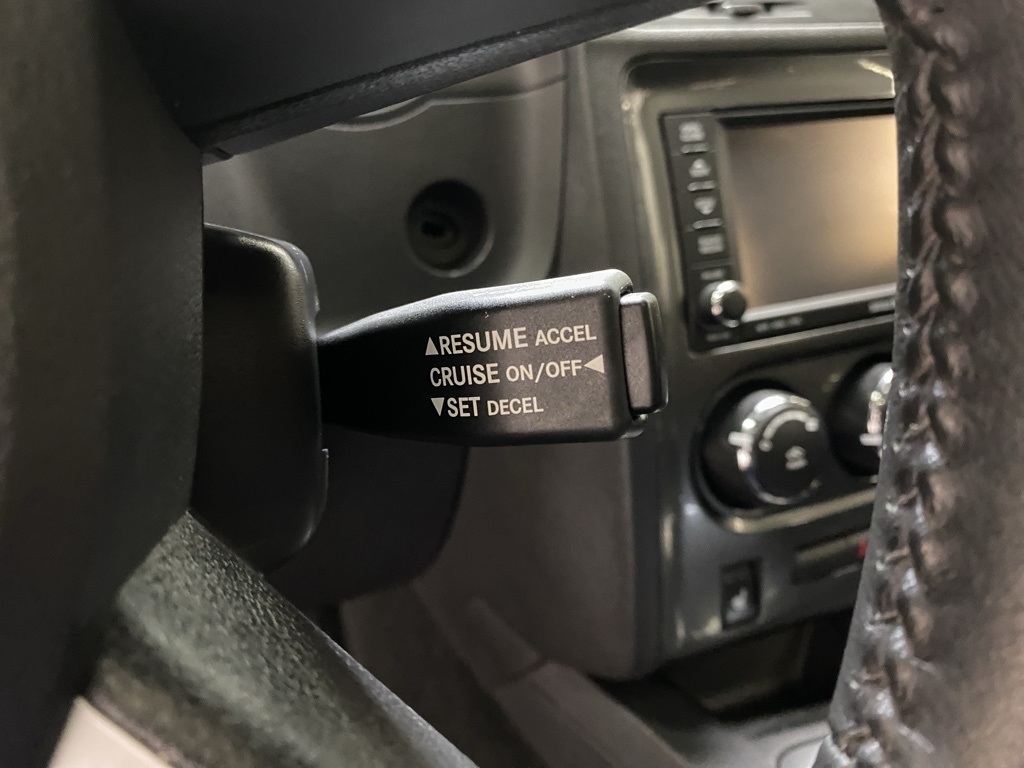 ▲RESUME ACCEL
CRUISE ON/OFF◄
▼SET DECEL